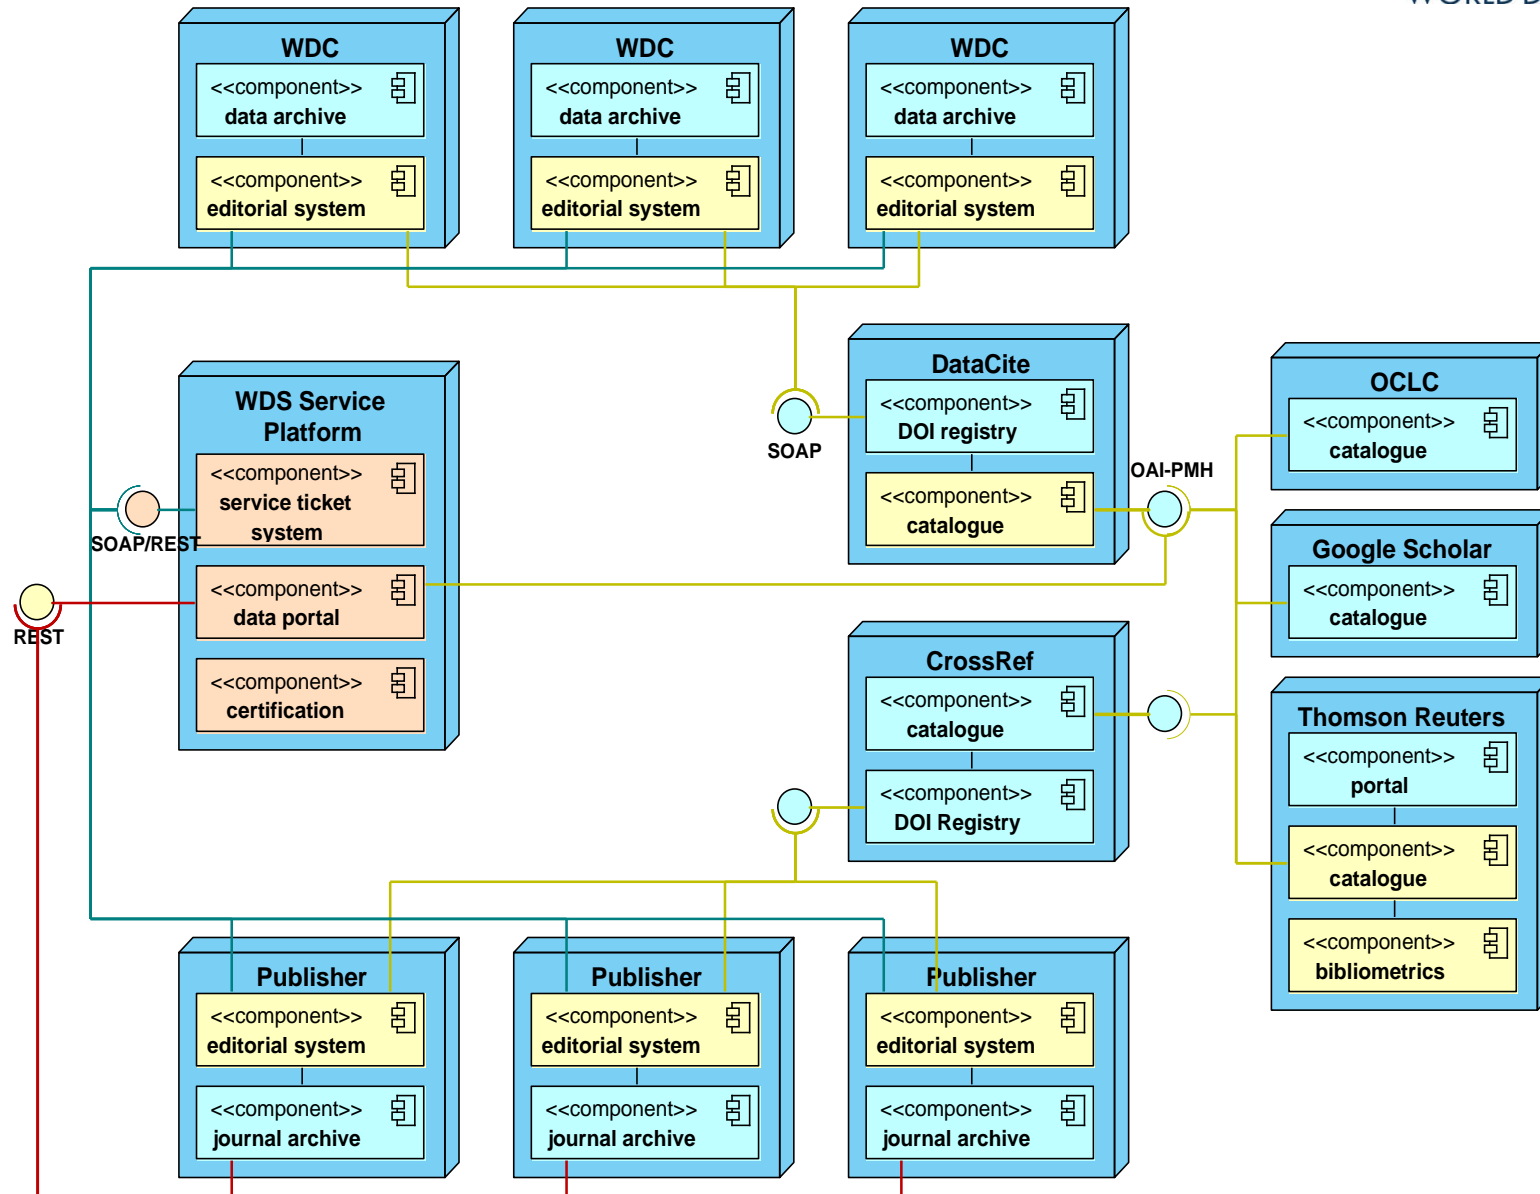 WORLD D
WDC
<<component>>
data archive
<<component>>
editorial system
WDC
<<component>>
data archive
<<component>>
editorial system
WDC
<<component>>
data archive
<<component>>
editorial system
WDS Service
Platform
<<component>>
service ticket
system
<<component>>
data portal
<<component>>
certification
SOAP/REST
REST
SOAP
DataCite
<<component>>
DOI registry
<<component>>
catalogue
OAI-PMH
OCLC
<<component>>
catalogue
Google Scholar
<<component>>
catalogue
CrossRef
<<component>>
catalogue
<<component>>
DOI Registry
Thomson Reuters
<<component>>
portal
<<component>>
catalogue
<<component>>
bibliometrics
Publisher
<<component>>
editorial system
<<component>>
journal archive
Publisher
<<component>>
editorial system
<<component>>
journal archive
Publisher
<<component>>
editorial system
<<component>>
journal archive